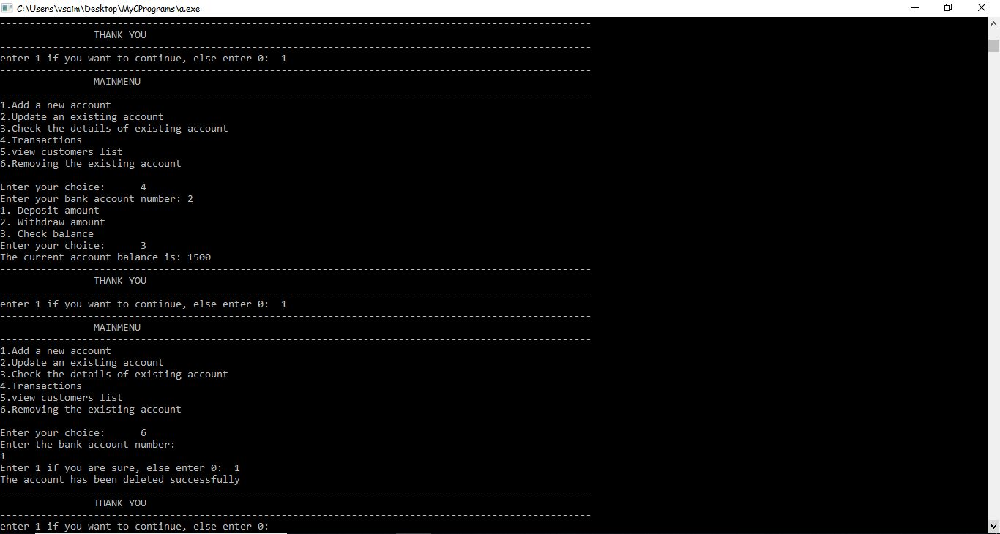 C:\Users\vsaim\Desktop\MyCPrograms\a.exe
-----------------------------------------------------------------------------------------------------
THANK YOU
-----------------------------------------------------------------------------------------------------
enter 1 if you want to continue, else enter 0:  1
-----------------------------------------------------------------------------------------------------
MAINMENU
-----------------------------------------------------------------------------------------------------
1.Add a new account
2.Update an existing account
3.Check the details of existing account
4.Transactions
5.view customers list
6.Removing the existing account
Enter your choice:      4
Enter your bank account number: 2
1. Deposit amount
2. Withdraw amount
3. Check balance
Enter your choice:      3
The current account balance is: 1500
-----------------------------------------------------------------------------------------------------
THANK YOU
-----------------------------------------------------------------------------------------------------
enter 1 if you want to continue, else enter 0:  1
-----------------------------------------------------------------------------------------------------
MAINMENU
-----------------------------------------------------------------------------------------------------
1.Add a new account
2.Update an existing account
3.Check the details of existing account
4.Transactions
5.view customers list
6.Removing the existing account
Enter your choice:      6
Enter the bank account number:
1
Enter 1 if you are sure, else enter 0:  1
The account has been deleted successfully
-----------------------------------------------------------------------------------------------------
THANK YOU
-----------------------------------------------------------------------------------------------------
enter 1 if you want to continue, else enter 0: